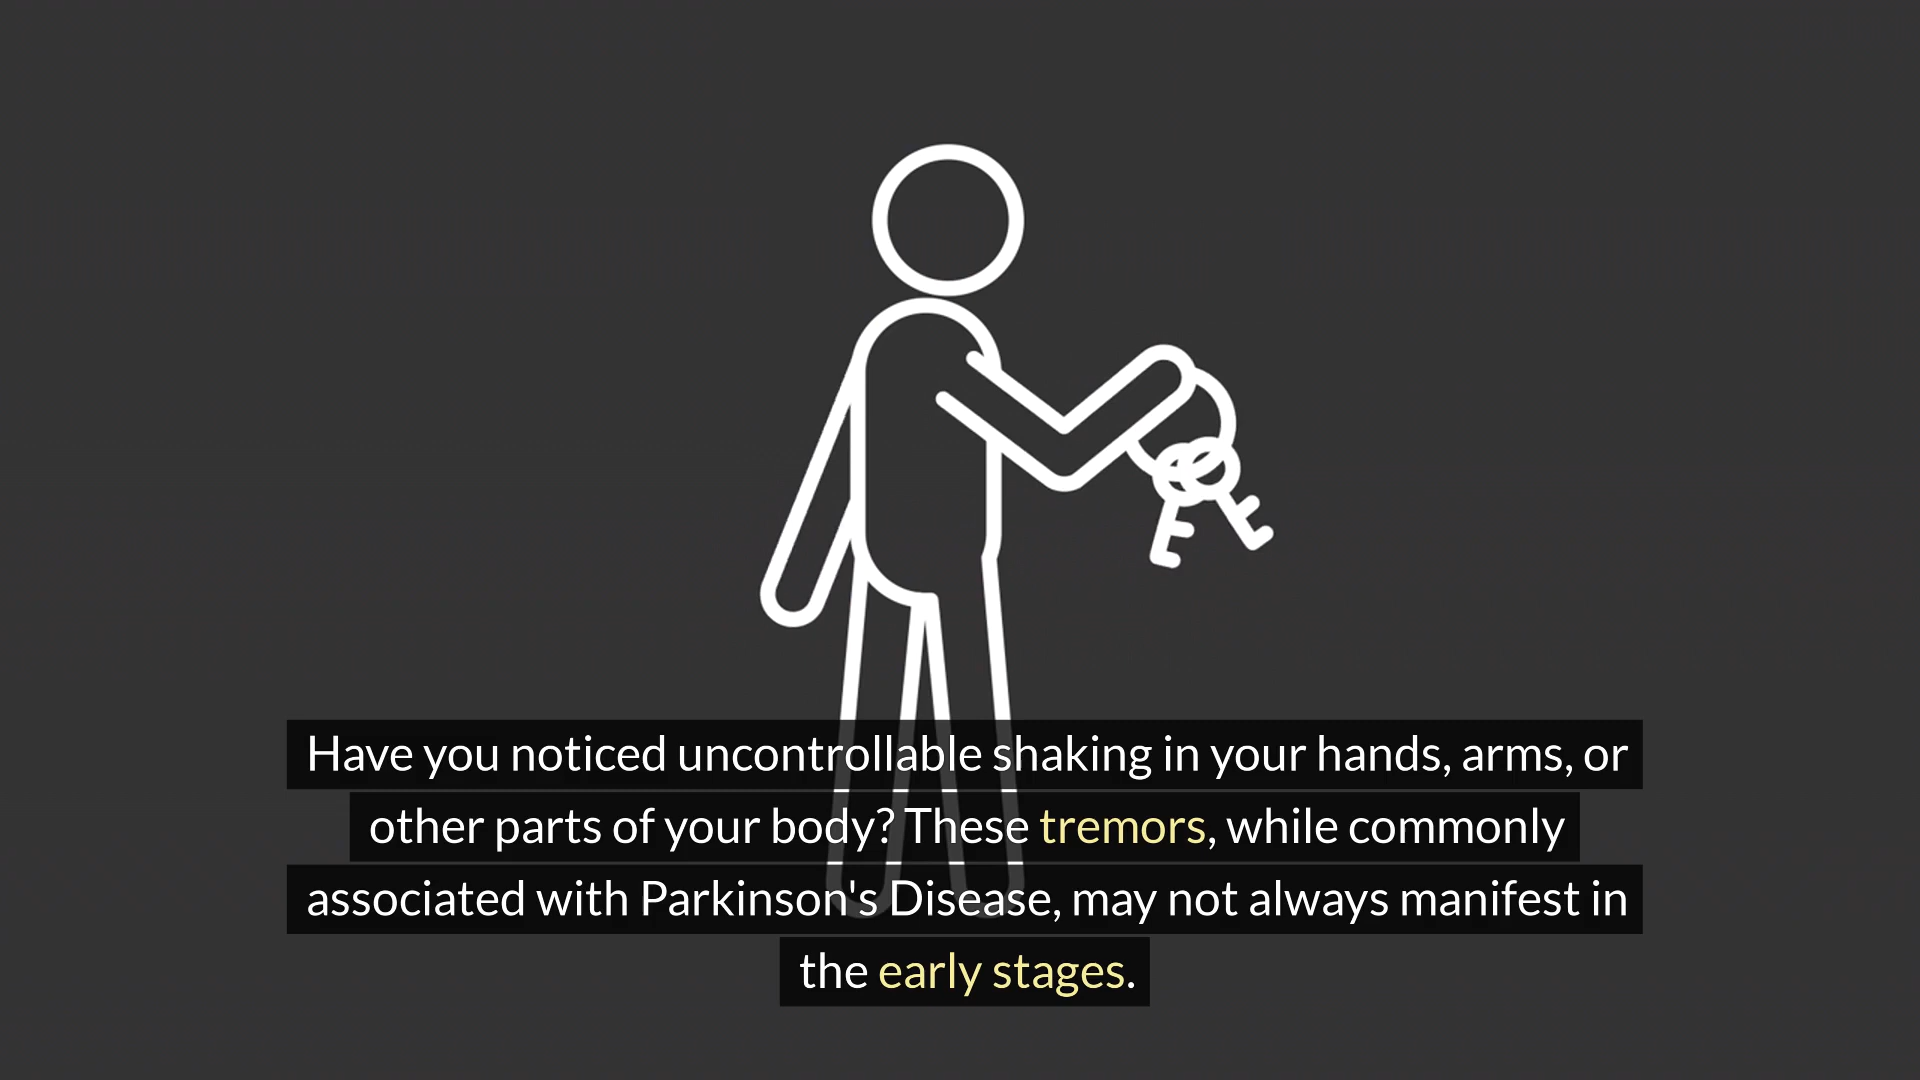 Have you noticed uncontrollable shaking in your hands, arms, or
other parts of your body? These tremors, while commonly
associated with Parkinson's Disease, may not always manifest in
the early stages.